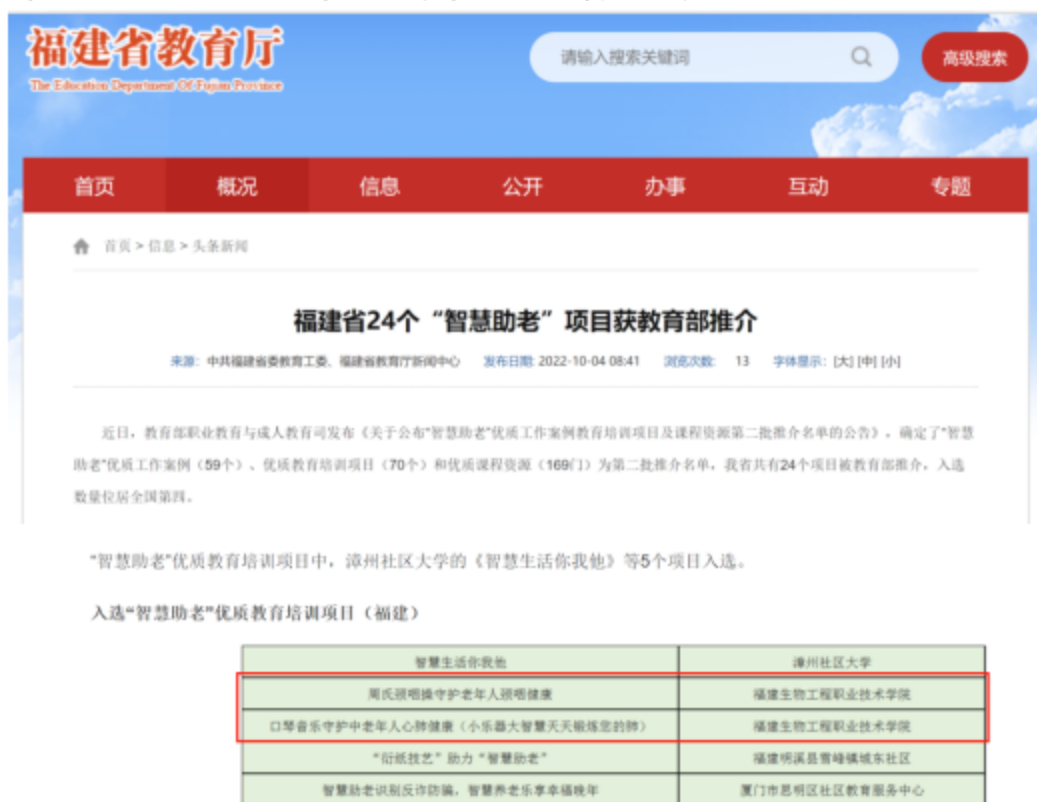 福建省教育厅
The Education Department Of Fujian Province
请输入搜索关键词
高级搜索
首页 概况 信息 公开 办事 互动 专题
首页 > 信息 > 头条新闻
福建省24个“智慧助老”项目获教育部推介
来源: 中共福建省委教育工委、福建省教育厅新闻中心 发布日期: 2022-10-04 08:41 浏览次数: 13 字体显示: [大] [中] [小]
近日，教育部职业教育与成人教育司发布《关于公布“智慧助老”优质工作案例教育培训项目及课程资源第二批推介名单的公告》，确定了“智慧
助老”优质工作案例（59个）、优质教育培训项目（70个）和优质课程资源（169门）为第二批推介名单，我省共有24个项目被教育部推介，入选
数量位居全国第四。
“智慧助老”优质教育培训项目中，漳州社区大学的《智慧生活你我他》等5个项目入选。
入选“智慧助老”优质教育培训项目（福建）
智慧生活你我他 漳州社区大学
周氏颈咽操守护老年人颈咽健康 福建生物工程职业技术学院
口琴音乐守护中老年人心肺健康（小乐器大智慧天天锻炼您的肺） 福建生物工程职业技术学院
“衍纸技艺”助力“智慧助老” 福建明溪县雪峰镇城东社区
智慧助老识别反诈防骗，智慧养老乐享幸福晚年 厦门市思明区社区教育服务中心